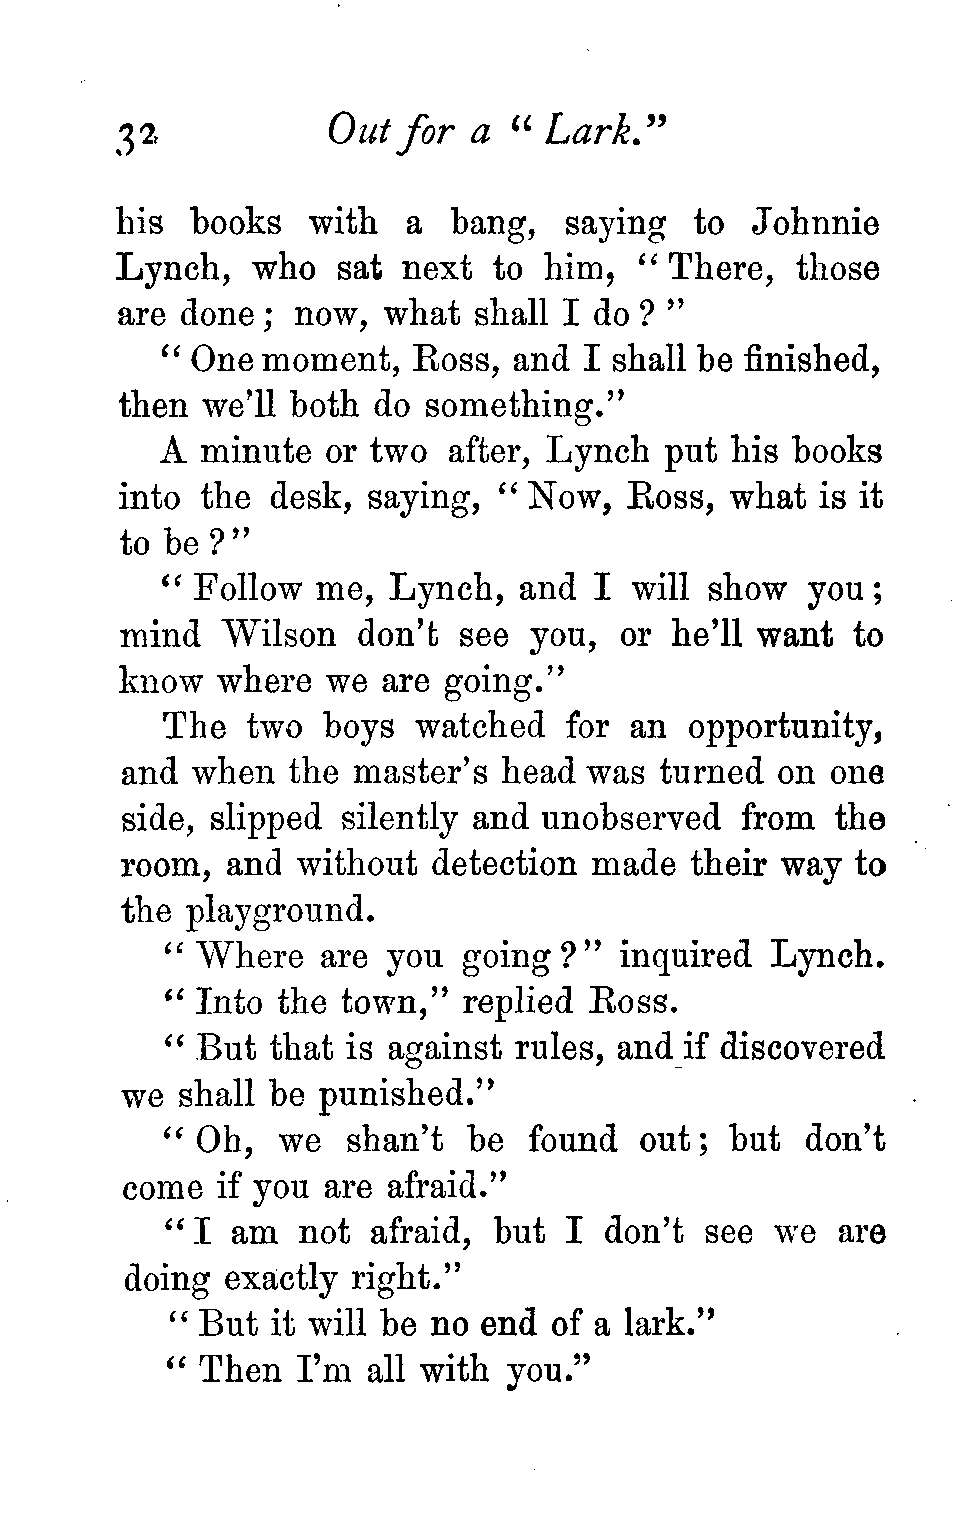 32 Out for a " Lark."
his books with a bang, saying to Johnnie
Lynch, who sat next to him, " There, those
are done ; now, what shall I do ? "
" One moment, Ross, and I shall be finished,
then we'll both do something."
A minute or two after, Lynch put his books
into the desk, saying, " Now, Ross, what is it
to be ?"
" Follow me, Lynch, and I will show you ;
mind Wilson don't see you, or he'll want to
know where we are going."
The two boys watched for an opportunity,
and when the master's head was turned on one
side, slipped silently and unobserved from the
room, and without detection made their way to
the playground.
" Where are you going ?" inquired Lynch.
" Into the town," replied Ross.
" But that is against rules, and if discovered
we shall be punished."
" Oh, we shan't be found out ; but don't
come if you are afraid."
" I am not afraid, but I don't see we are
doing exactly right."
" But it will be no end of a lark."
" Then I'm all with you."